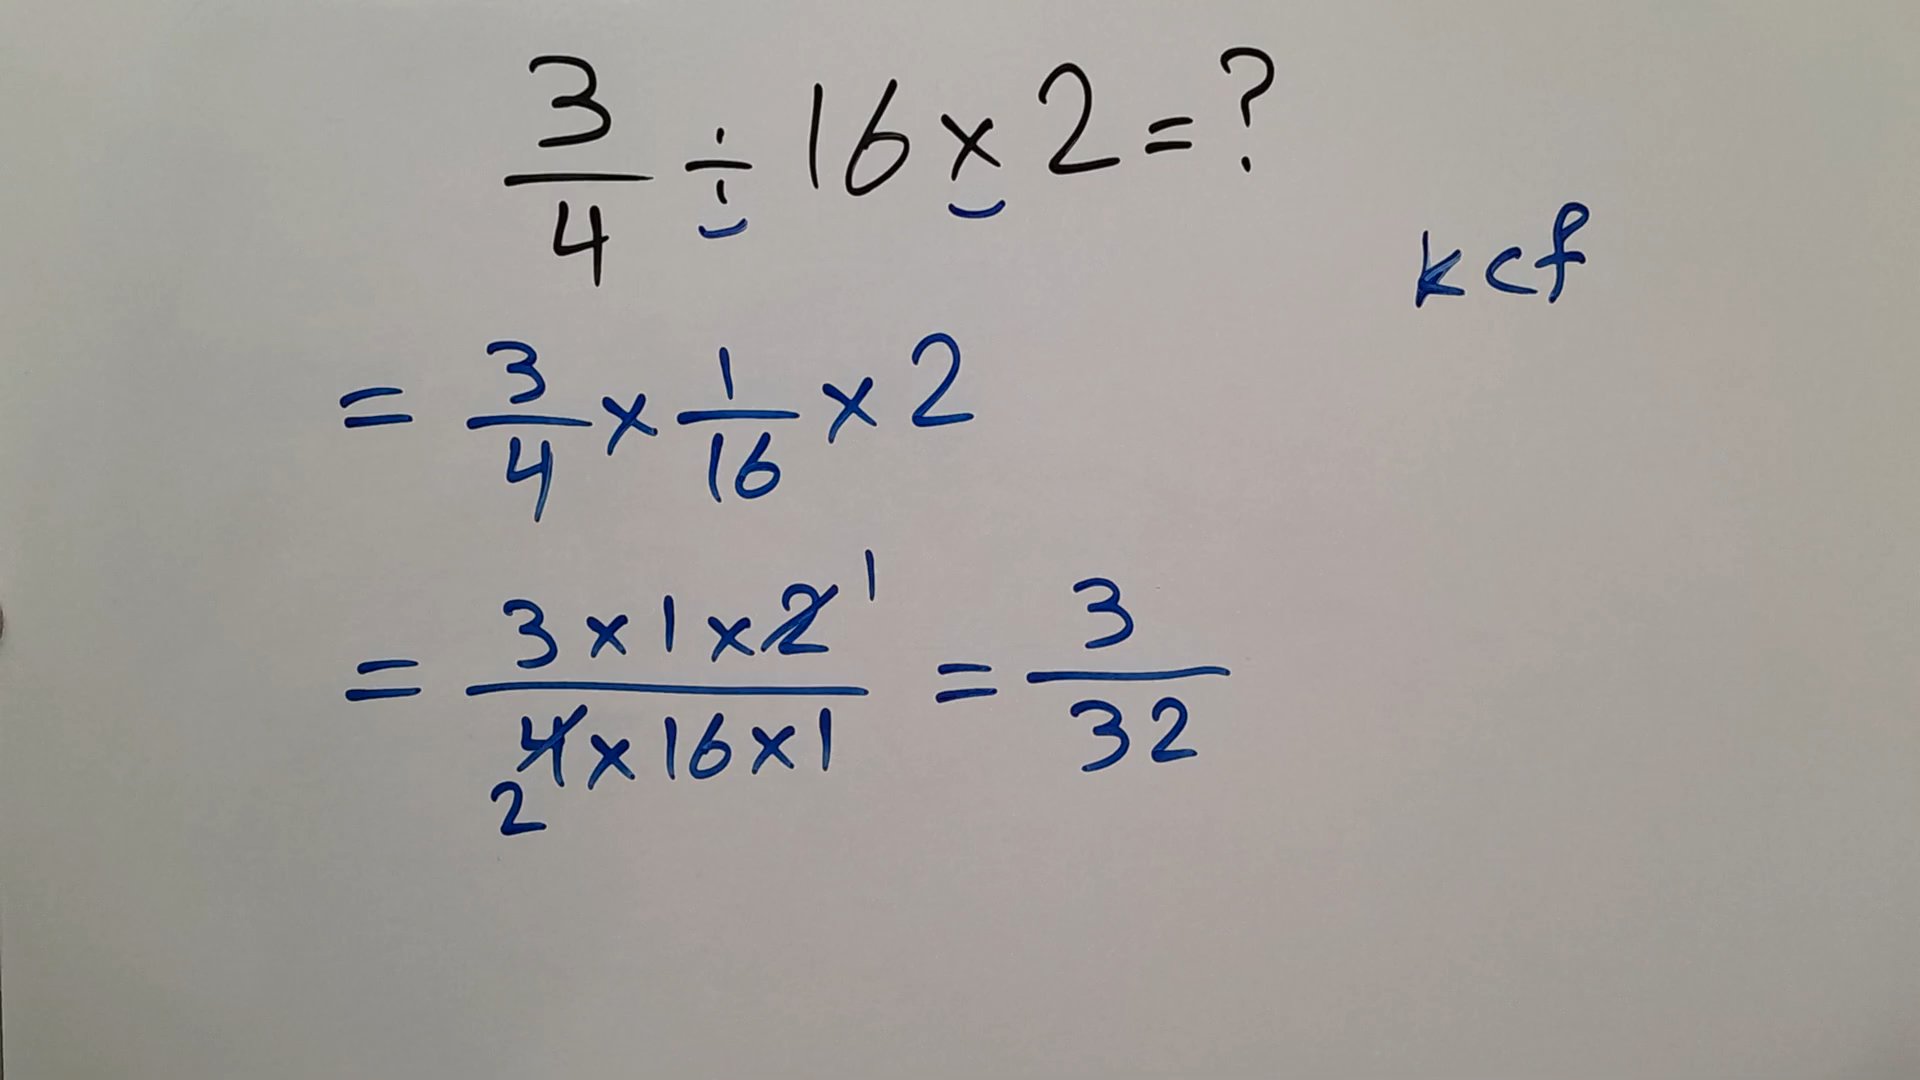 3/4 ÷ 16 × 2 = ?
kcf
= 3/4 × 1/16 × 2
= 3×1×2 1 / 4×16×1 2 = 3/32